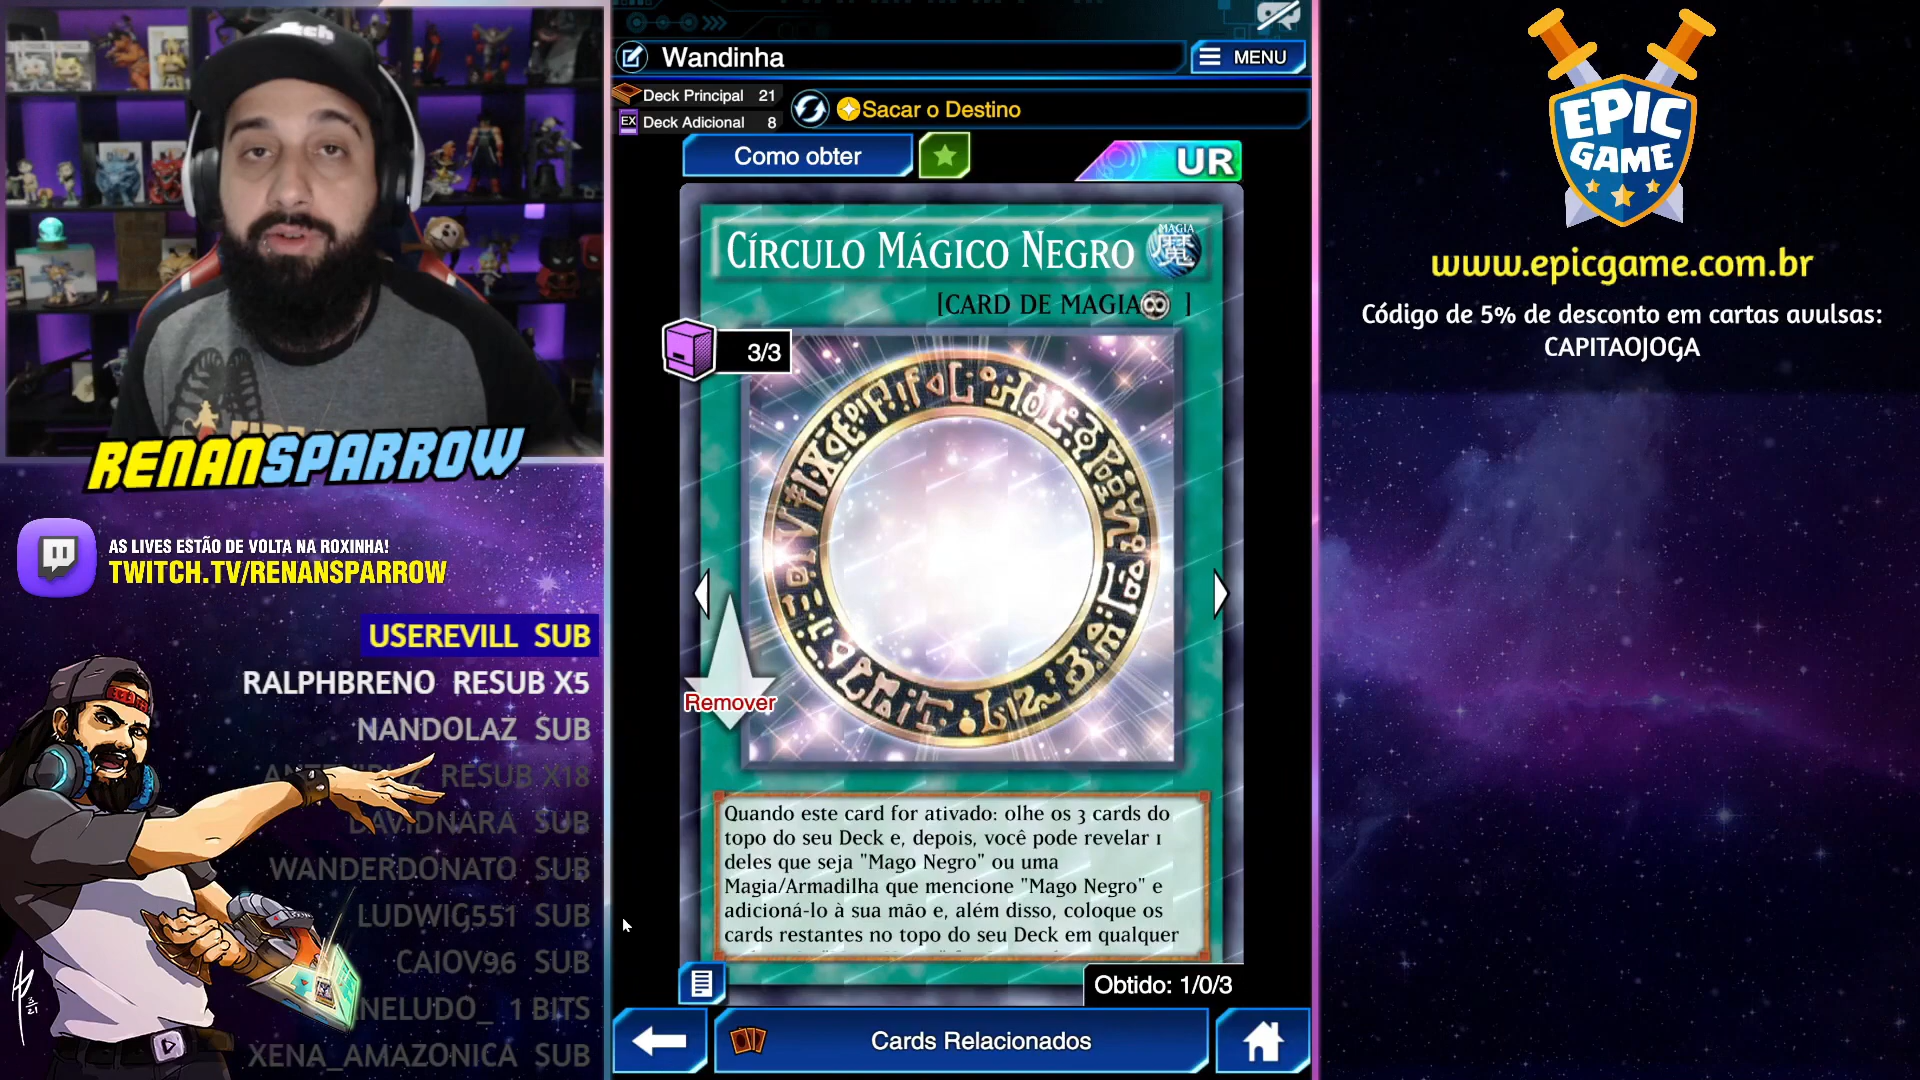 Wandinha
MENU
Deck Principal 21
EX Deck Adicional 8
Sacar o Destino
Como obter
UR
CÍRCULO MÁGICO NEGRO
MAGIA
魔
[CARD DE MAGIA ]
3/3
Remover
Quando este card for ativado: olhe os 3 cards do
topo do seu Deck e, depois, você pode revelar 1
deles que seja "Mago Negro" ou uma
Magia/Armadilha que mencione "Mago Negro" e
adicioná-lo à sua mão e, além disso, coloque os
cards restantes no topo do seu Deck em qualquer
Obtido: 1/0/3
Cards Relacionados
RENANSPARROW
AS LIVES ESTÃO DE VOLTA NA ROXINHA!
TWITCH.TV/RENANSPARROW
USEREVILL SUB
RALPHBRENO RESUB X5
NANDOLAZ SUB
RESUB X18
DAVIDNARA SUB
WANDERDONATO SUB
LUDWIG551 SUB
CAIOV96 SUB
NELUDO_ 1 BITS
XENA_AMAZONICA SUB
EPIC
GAME
www.epicgame.com.br
Código de 5% de desconto em cartas avulsas:
CAPITAOJOGA